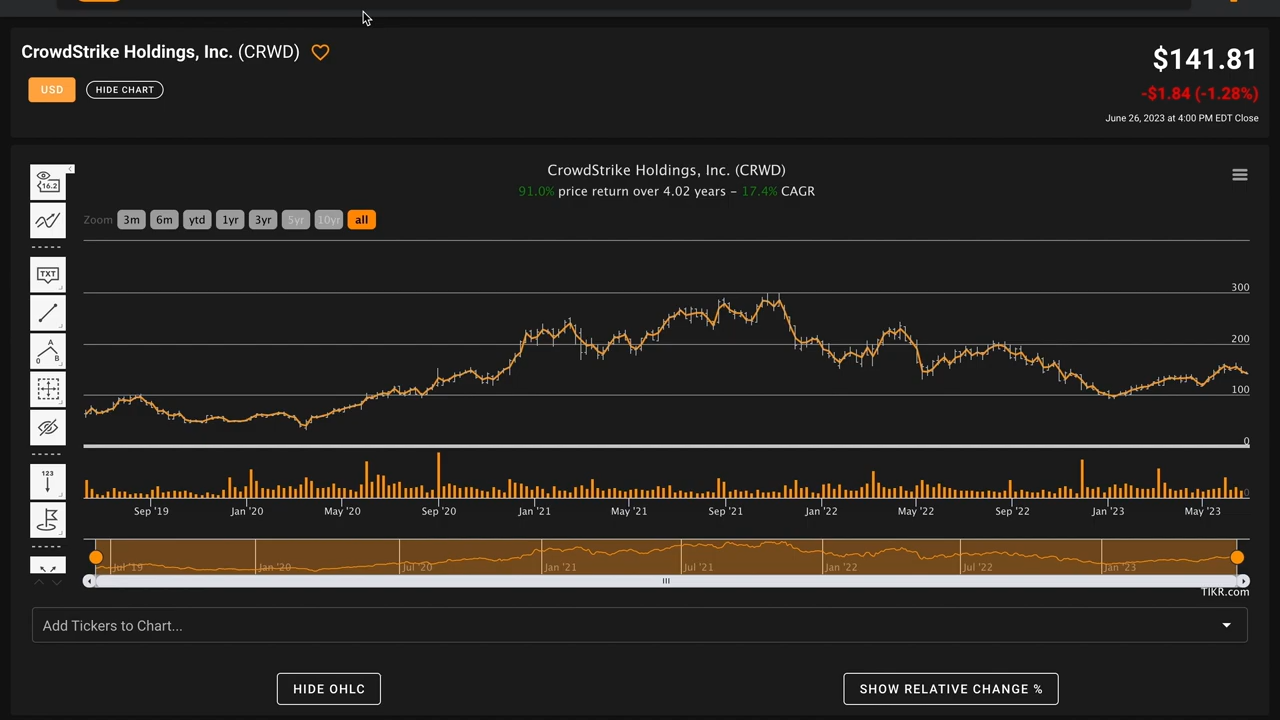 CrowdStrike Holdings, Inc. (CRWD)
$141.81
USD
HIDE CHART
-$1.84 (-1.28%)
June 26, 2023 at 4:00 PM EDT Close
CrowdStrike Holdings, Inc. (CRWD)
91.0% price return over 4.02 years – 17.4% CAGR
16.2
Zoom 3m 6m ytd 1yr 3yr 5yr 10yr all
TXT
300
200
A
0 B
100
0
123
0
Sep '19 Jan '20 May '20 Sep '20 Jan '21 May '21 Sep '21 Jan '22 May '22 Sep '22 Jan '23 May '23
Jul '19 Jan '20 Jul '20 Jan '21 Jul '21 Jan '22 Jul '22 Jan '23
TIKR.com
Add Tickers to Chart...
HIDE OHLC
SHOW RELATIVE CHANGE %